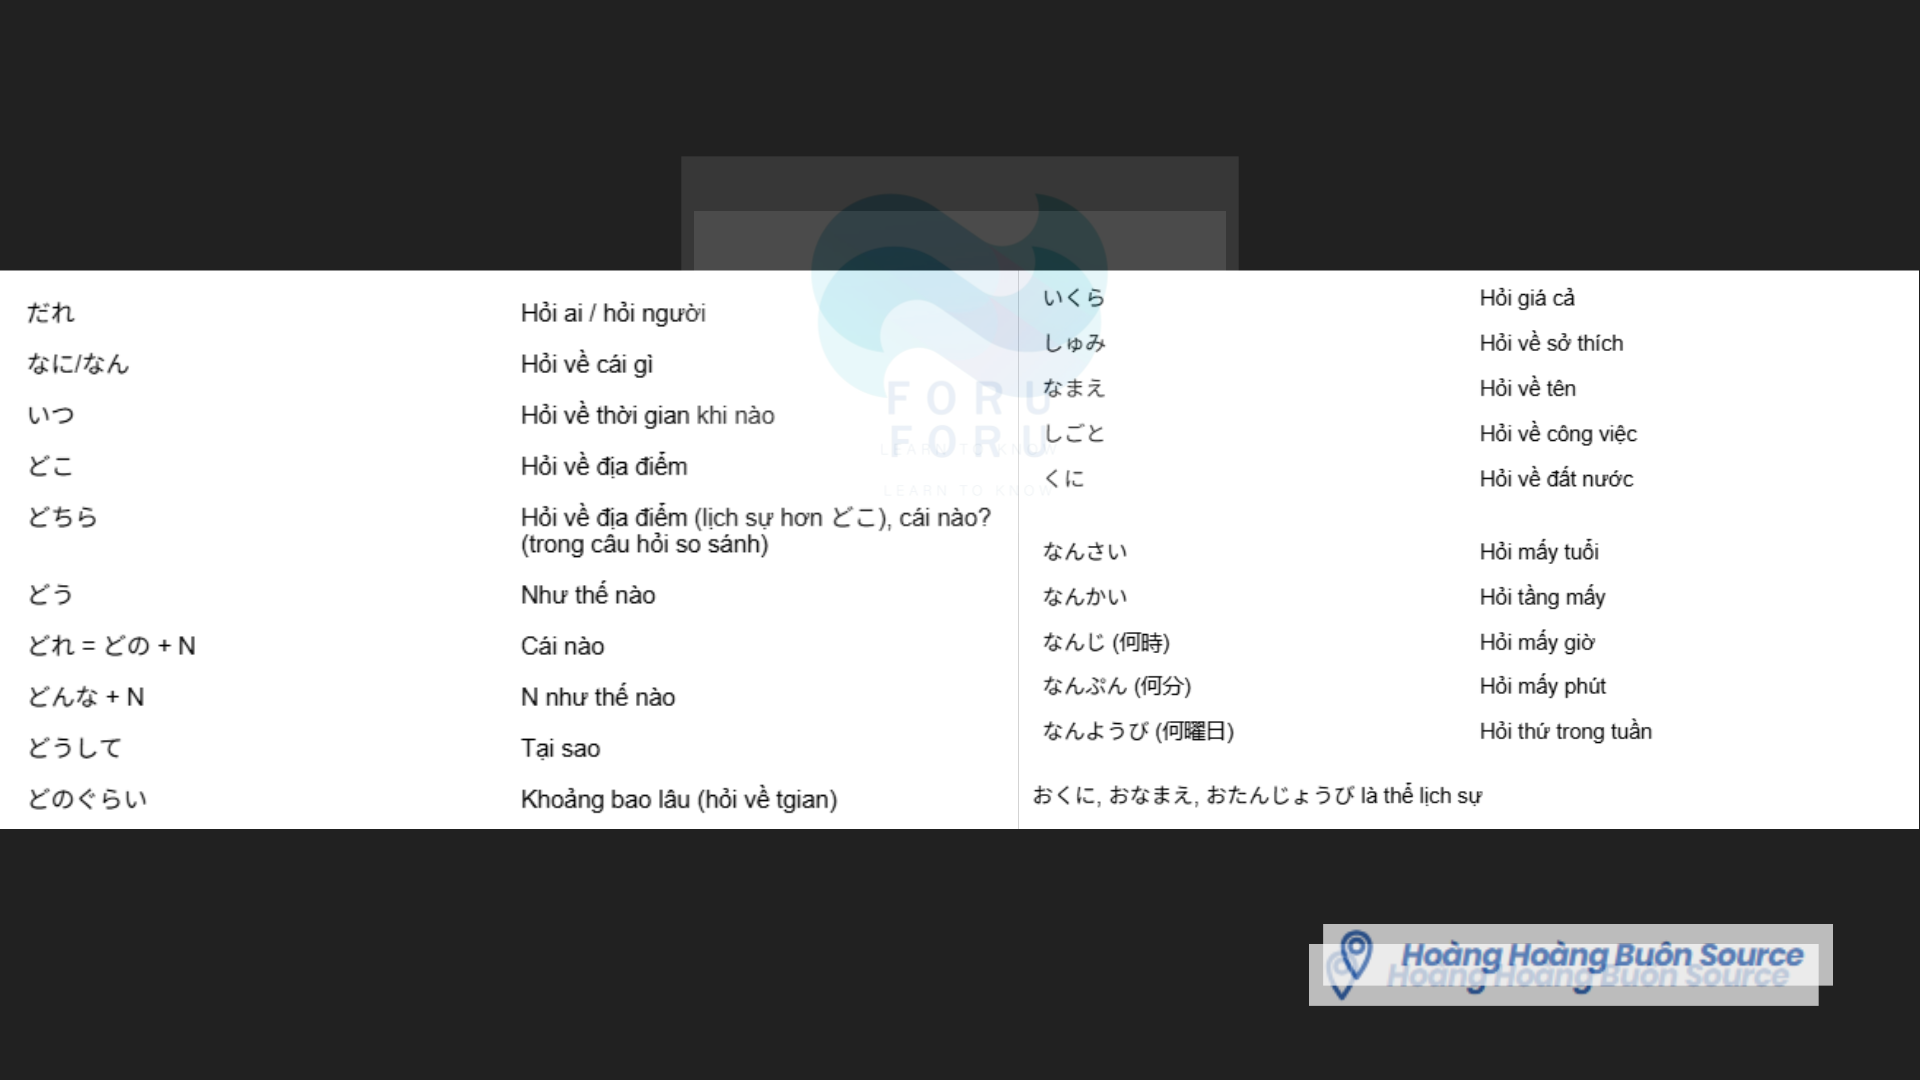 だれ Hỏi ai / hỏi người
なに/なん Hỏi về cái gì
いつ Hỏi về thời gian khi nào
どこ Hỏi về địa điểm
どちら Hỏi về địa điểm (lịch sự hơn どこ), cái nào?
(trong câu hỏi so sánh)
どう Như thế nào
どれ = どの + N Cái nào
どんな + N N như thế nào
どうして Tại sao
どのぐらい Khoảng bao lâu (hỏi về tgian)
いくら Hỏi giá cả
しゅみ Hỏi về sở thích
なまえ Hỏi về tên
しごと Hỏi về công việc
くに Hỏi về đất nước
なんさい Hỏi mấy tuổi
なんかい Hỏi tầng mấy
なんじ (何時) Hỏi mấy giờ
なんぷん (何分) Hỏi mấy phút
なんようび (何曜日) Hỏi thứ trong tuần
おくに, おなまえ, おたんじょうび là thể lịch sự
FORU
FORU
LEARN TO KNOW
LEARN TO KNOW
Hoàng Hoàng Buôn Source
Hoàng Hoàng Buôn Source